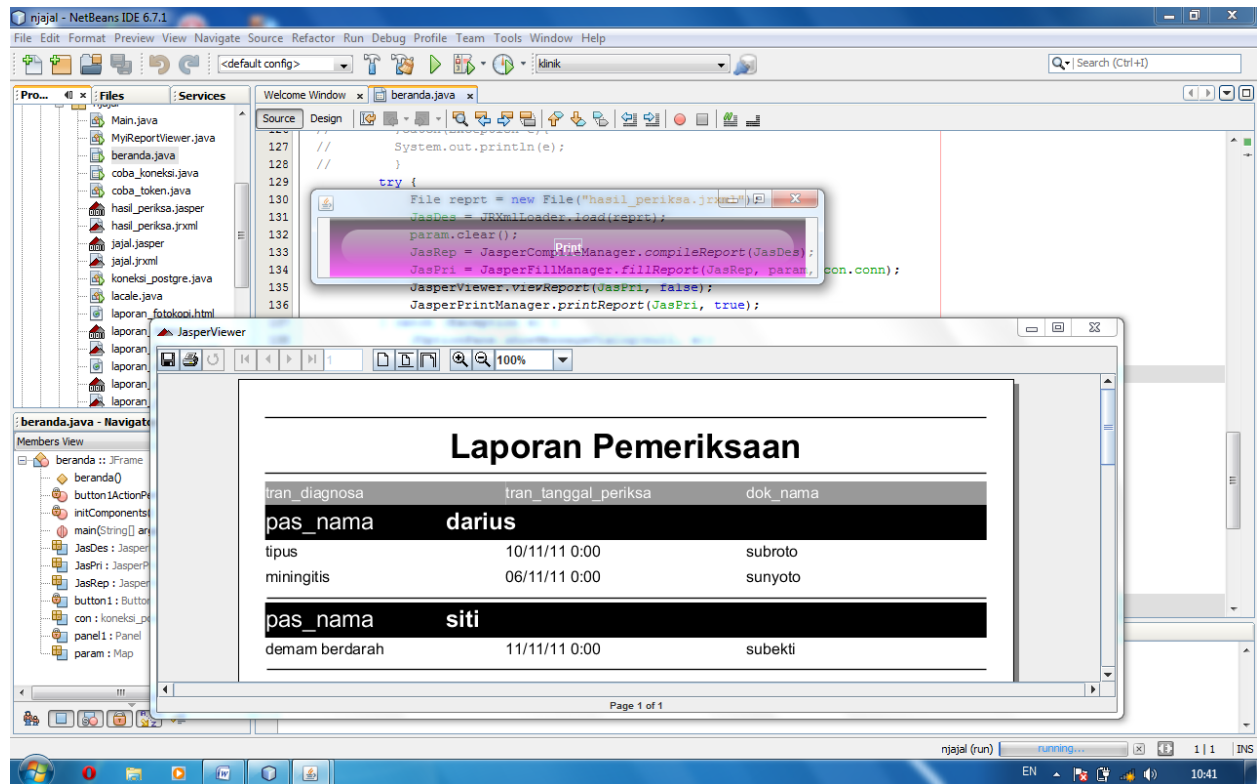 njajal - NetBeans IDE 6.7.1
File Edit Format Preview View Navigate Source Refactor Run Debug Profile Team Tools Window Help
<default config> klinik Search (Ctrl+I)
Pro... Files Services
Welcome Window beranda.java
Source Design
Main.java
MyiReportViewer.java
beranda.java
coba_koneksi.java
coba_token.java
hasil_periksa.jasper
hasil_periksa.jrxml
jajal.jasper
jajal.jrxml
koneksi_postgre.java
lacale.java
laporan_fotokopi.html
laporan
laporan
laporan
laporan
laporan
127 // System.out.println(e);
128 // }
129 try {
130 File reprt = new File("hasil_periksa.jrxml");
131 JasDes = JRXmlLoader.load(reprt);
132 param.clear();
133 JasRep = JasperCompileManager.compileReport(JasDes);
134 JasPri = JasperFillManager.fillReport(JasRep, param, con.conn);
135 JasperViewer.viewReport(JasPri, false);
136 JasperPrintManager.printReport(JasPri, true);
Print
beranda.java - Navigato
Members View
beranda :: JFrame
beranda()
button1ActionPe
initComponents(
main(String[] arg
JasDes : Jasper
JasPri : JasperP
JasRep : Jasper
button1 : Button
con : koneksi_po
panel1 : Panel
param : Map
JasperViewer
1 100%
Laporan Pemeriksaan
tran_diagnosa tran_tanggal_periksa dok_nama
pas_nama darius
tipus 10/11/11 0:00 subroto
miningitis 06/11/11 0:00 sunyoto
pas_nama siti
demam berdarah 11/11/11 0:00 subekti
Page 1 of 1
njajal (run) running... 1 | 1 INS
EN 10:41